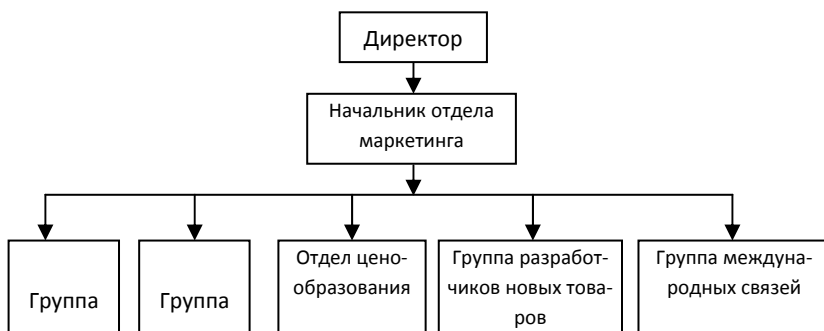 Директор
Начальник отдела
маркетинга
Группа
Группа
Отдел цено-
образования
Группа разработ-
чиков новых това-
ров
Группа междуна-
родных связей